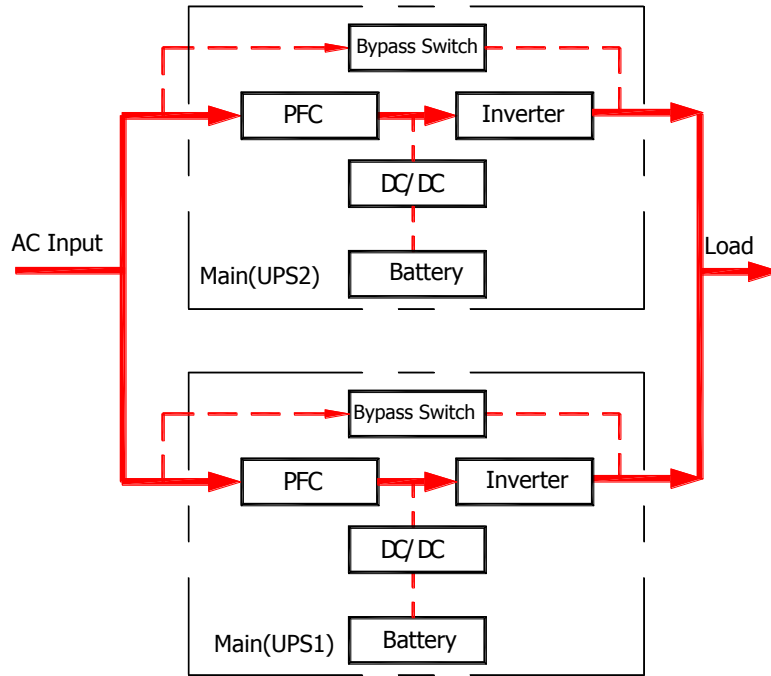 Bypass Switch
PFC
Inverter
DC/DC
AC Input
Load
Main(UPS2)
Battery
Bypass Switch
PFC
Inverter
DC/DC
Main(UPS1)
Battery